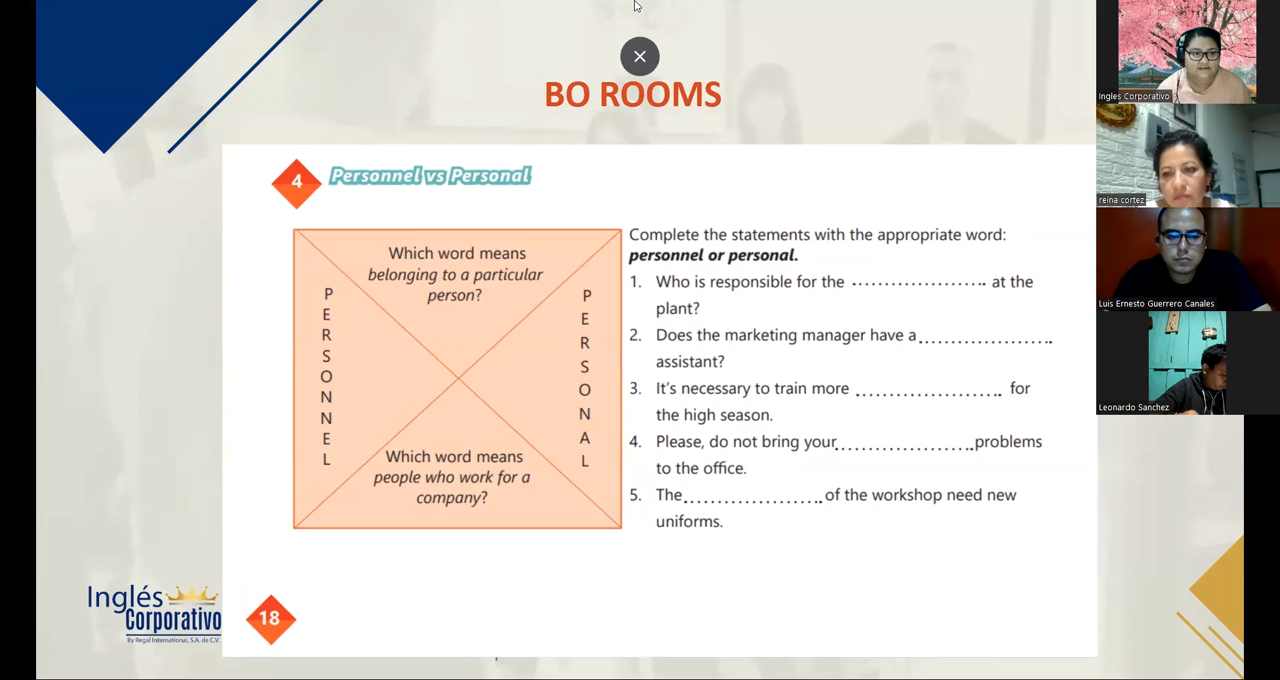 BO ROOMS
4
Personnel vs Personal
Which word means
belonging to a particular
person?
PERSONNEL
PERSONAL
Which word means
people who work for a
company?
Complete the statements with the appropriate word:
personnel or personal.
1. Who is responsible for the ..................... at the
plant?
2. Does the marketing manager have a.....................
assistant?
3. It's necessary to train more ...................... for
the high season.
4. Please, do not bring your.....................problems
to the office.
5. The.....................of the workshop need new
uniforms.
18
Inglés
Corporativo
By Regal International, S.A. de C.V.
Ingles Corporativo
reina cortez
Luis Ernesto Guerrero Canales
Leonardo Sanchez